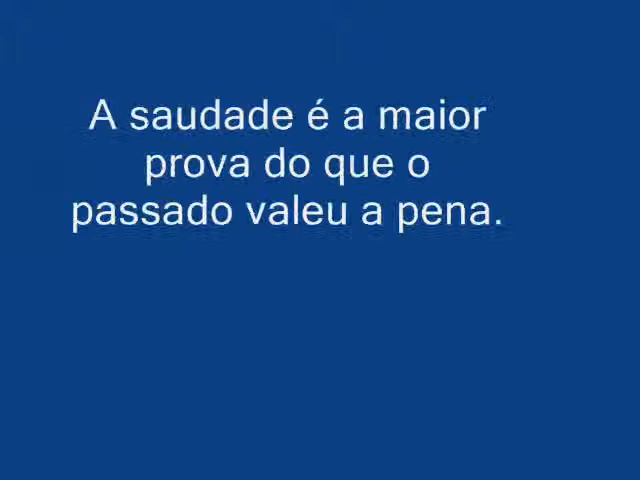 A saudade é a maior
prova do que o
passado valeu a pena.